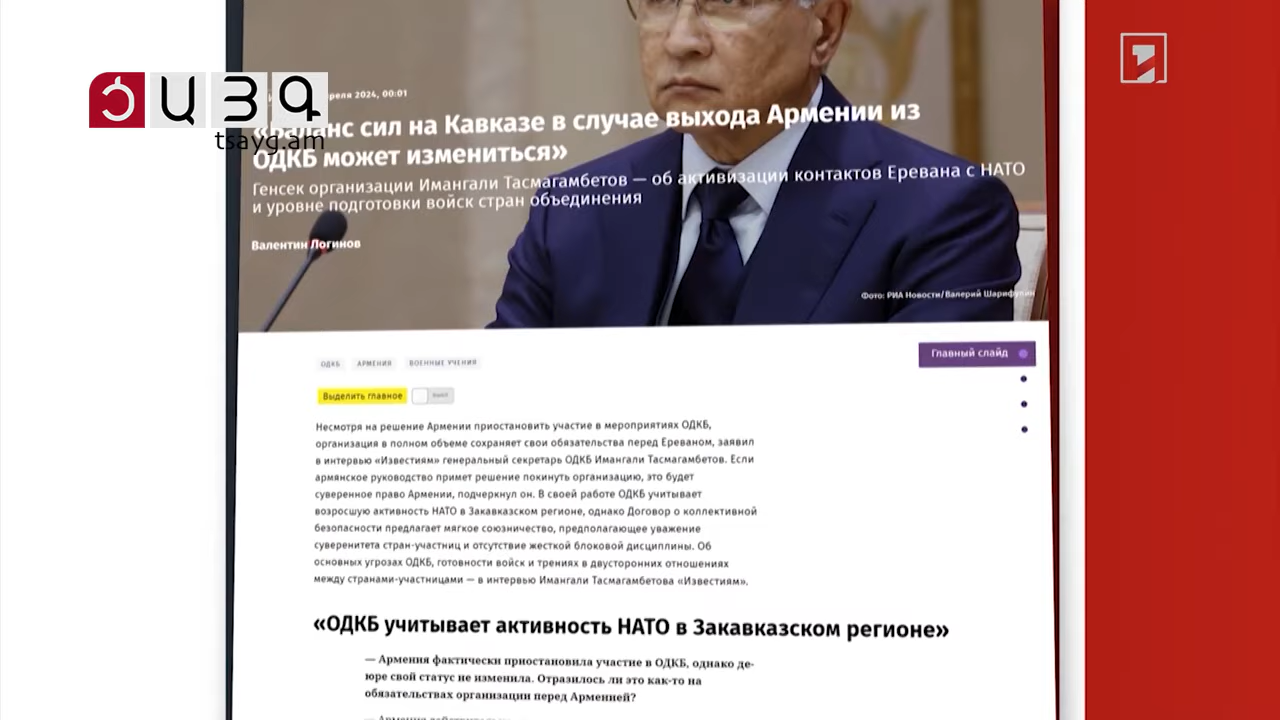 ՑԱՅԳ
tsayg.am
1
2024, 00:01
«Баланс сил на Кавказе в случае выхода Армении из
ОДКБ может измениться»
Генсек организации Имангали Тасмагамбетов — об активизации контактов Еревана с НАТО
и уровне подготовки войск стран объединения
Валентин Логинов
Фото: РИА Новости/Валерий Шарифулин
ОДКБ АРМЕНИЯ ВОЕННЫЕ УЧЕНИЯ
Главный слайд
Выделить главное
Несмотря на решение Армении приостановить участие в мероприятиях ОДКБ,
организация в полном объеме сохраняет свои обязательства перед Ереваном, заявил
в интервью «Известиям» генеральный секретарь ОДКБ Имангали Тасмагамбетов. Если
армянское руководство примет решение покинуть организацию, это будет
суверенное право Армении, подчеркнул он. В своей работе ОДКБ учитывает
возросшую активность НАТО в Закавказском регионе, однако Договор о коллективной
безопасности предлагает мягкое союзничество, предполагающее уважение
суверенитета стран-участниц и отсутствие жесткой блоковой дисциплины. Об
основных угрозах ОДКБ, готовности войск и трениях в двусторонних отношениях
между странами-участницами — в интервью Имангали Тасмагамбетова «Известиям».
«ОДКБ учитывает активность НАТО в Закавказском регионе»
— Армения фактически приостановила участие в ОДКБ, однако де-
юре свой статус не изменила. Отразилось ли это как-то на
обязательствах организации перед Арменией?